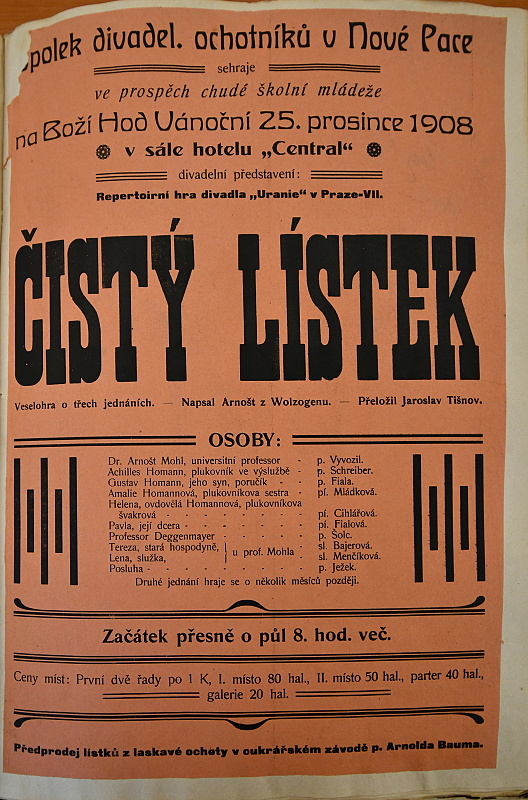 Spolek divadel. ochotníků v Nové Pace
sehraje
ve prospěch chudé školní mládeže
na Boží Hod Vánoční 25. prosince 1908
v sále hotelu „Central“
divadelní představení:
Repertoirní hra divadla „Uranie“ v Praze-VII.
ČISTÝ LÍSTEK
Veselohra o třech jednáních. — Napsal Arnošt z Wolzogenu. — Přeložil Jaroslav Tišnov.
OSOBY:
Dr. Arnošt Mohl, universitní professor - p. Vyvozil.
Achilles Homann, plukovník ve výslužbě - p. Schreiber.
Gustav Homann, jeho syn, poručík - - p. Fiala.
Amalie Homannová, plukovníkova sestra - pí. Mládková.
Helena, ovdovělá Homannová, plukovníkova
švakrová - - - - - - - pí. Cihlářová.
Pavla, její dcera - - - - - - - pí. Fialová.
Professor Deggenmayer - - - - - p. Šolc.
Tereza, stará hospodyně, } u prof. Mohla - sl. Bajerová.
Lena, služka, } sl. Menčíková.
Posluha - - - - - - - - p. Ježek.
Druhé jednání hraje se o několik měsíců později.
Začátek přesně o půl 8. hod. več.
Ceny míst: První dvě řady po 1 K, I. místo 80 hal., II. místo 50 hal., parter 40 hal.,
galerie 20 hal.
Předprodej lístků z laskavé ochoty v cukrářském závodě p. Arnolda Bauma.